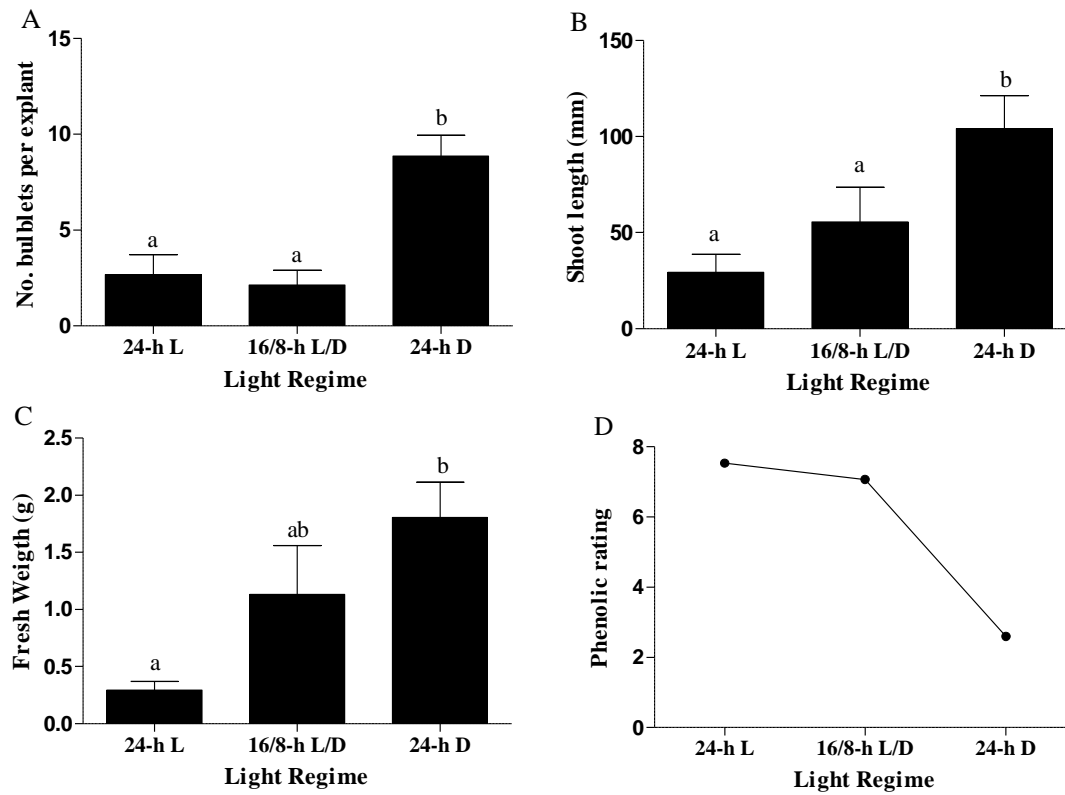 A
No. bulblets per explant
15
10
5
0
a
a
b
24-h L 16/8-h L/D 24-h D
Light Regime
B
Shoot length (mm)
150
100
50
0
a
a
b
24-h L 16/8-h L/D 24-h D
Light Regime
C
Fresh Weigth (g)
2.5
2.0
1.5
1.0
0.5
0.0
a
ab
b
24-h L 16/8-h L/D 24-h D
Light Regime
D
Phenolic rating
8
6
4
2
0
24-h L 16/8-h L/D 24-h D
Light Regime